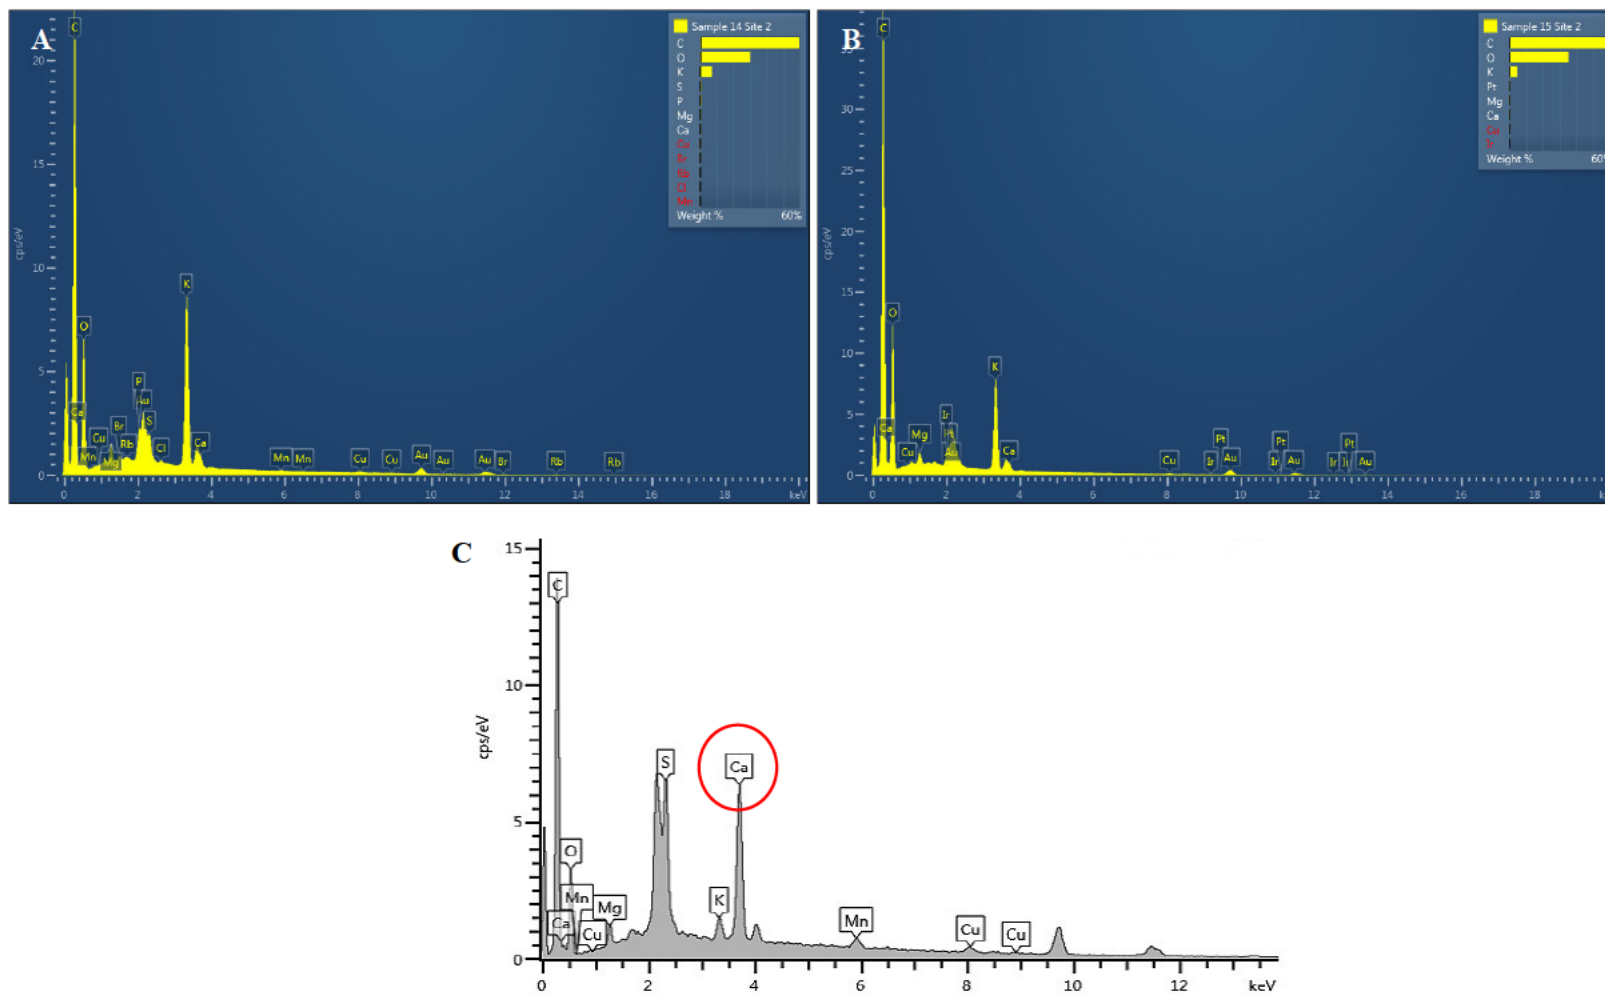 A
Sample 14 Site 2
C
O
K
S
P
Mg
Ca
Cu
Br
Rb
Cl
Mn
Weight % 60%
cps/eV
20
15
10
5
0
C
O
K
P
Au
S
Ca
Cu
Br
Rb
Cl
Ca
Mn
Mg
Mn
Mn
Cu
Cu
Au
Au
Au
Br
Rb
Rb
0 2 4 6 8 10 12 14 16 18 keV
B
Sample 15 Site 2
C
O
K
Pt
Mg
Ca
Cu
Ir
Weight % 60%
cps/eV
35
30
25
20
15
10
5
0
C
O
K
Ir
Pt
Au
Ca
Cu
Mg
Ca
Cu
Ir
Pt
Au
Ir
Pt
Au
Ir
Pt
Au
0 2 4 6 8 10 12 14 16 18 keV
C
cps/eV
15
10
5
0
C
O
S
Ca
Mn
Mg
Ca
Cu
K
Mn
Cu
Cu
0 2 4 6 8 10 12 keV